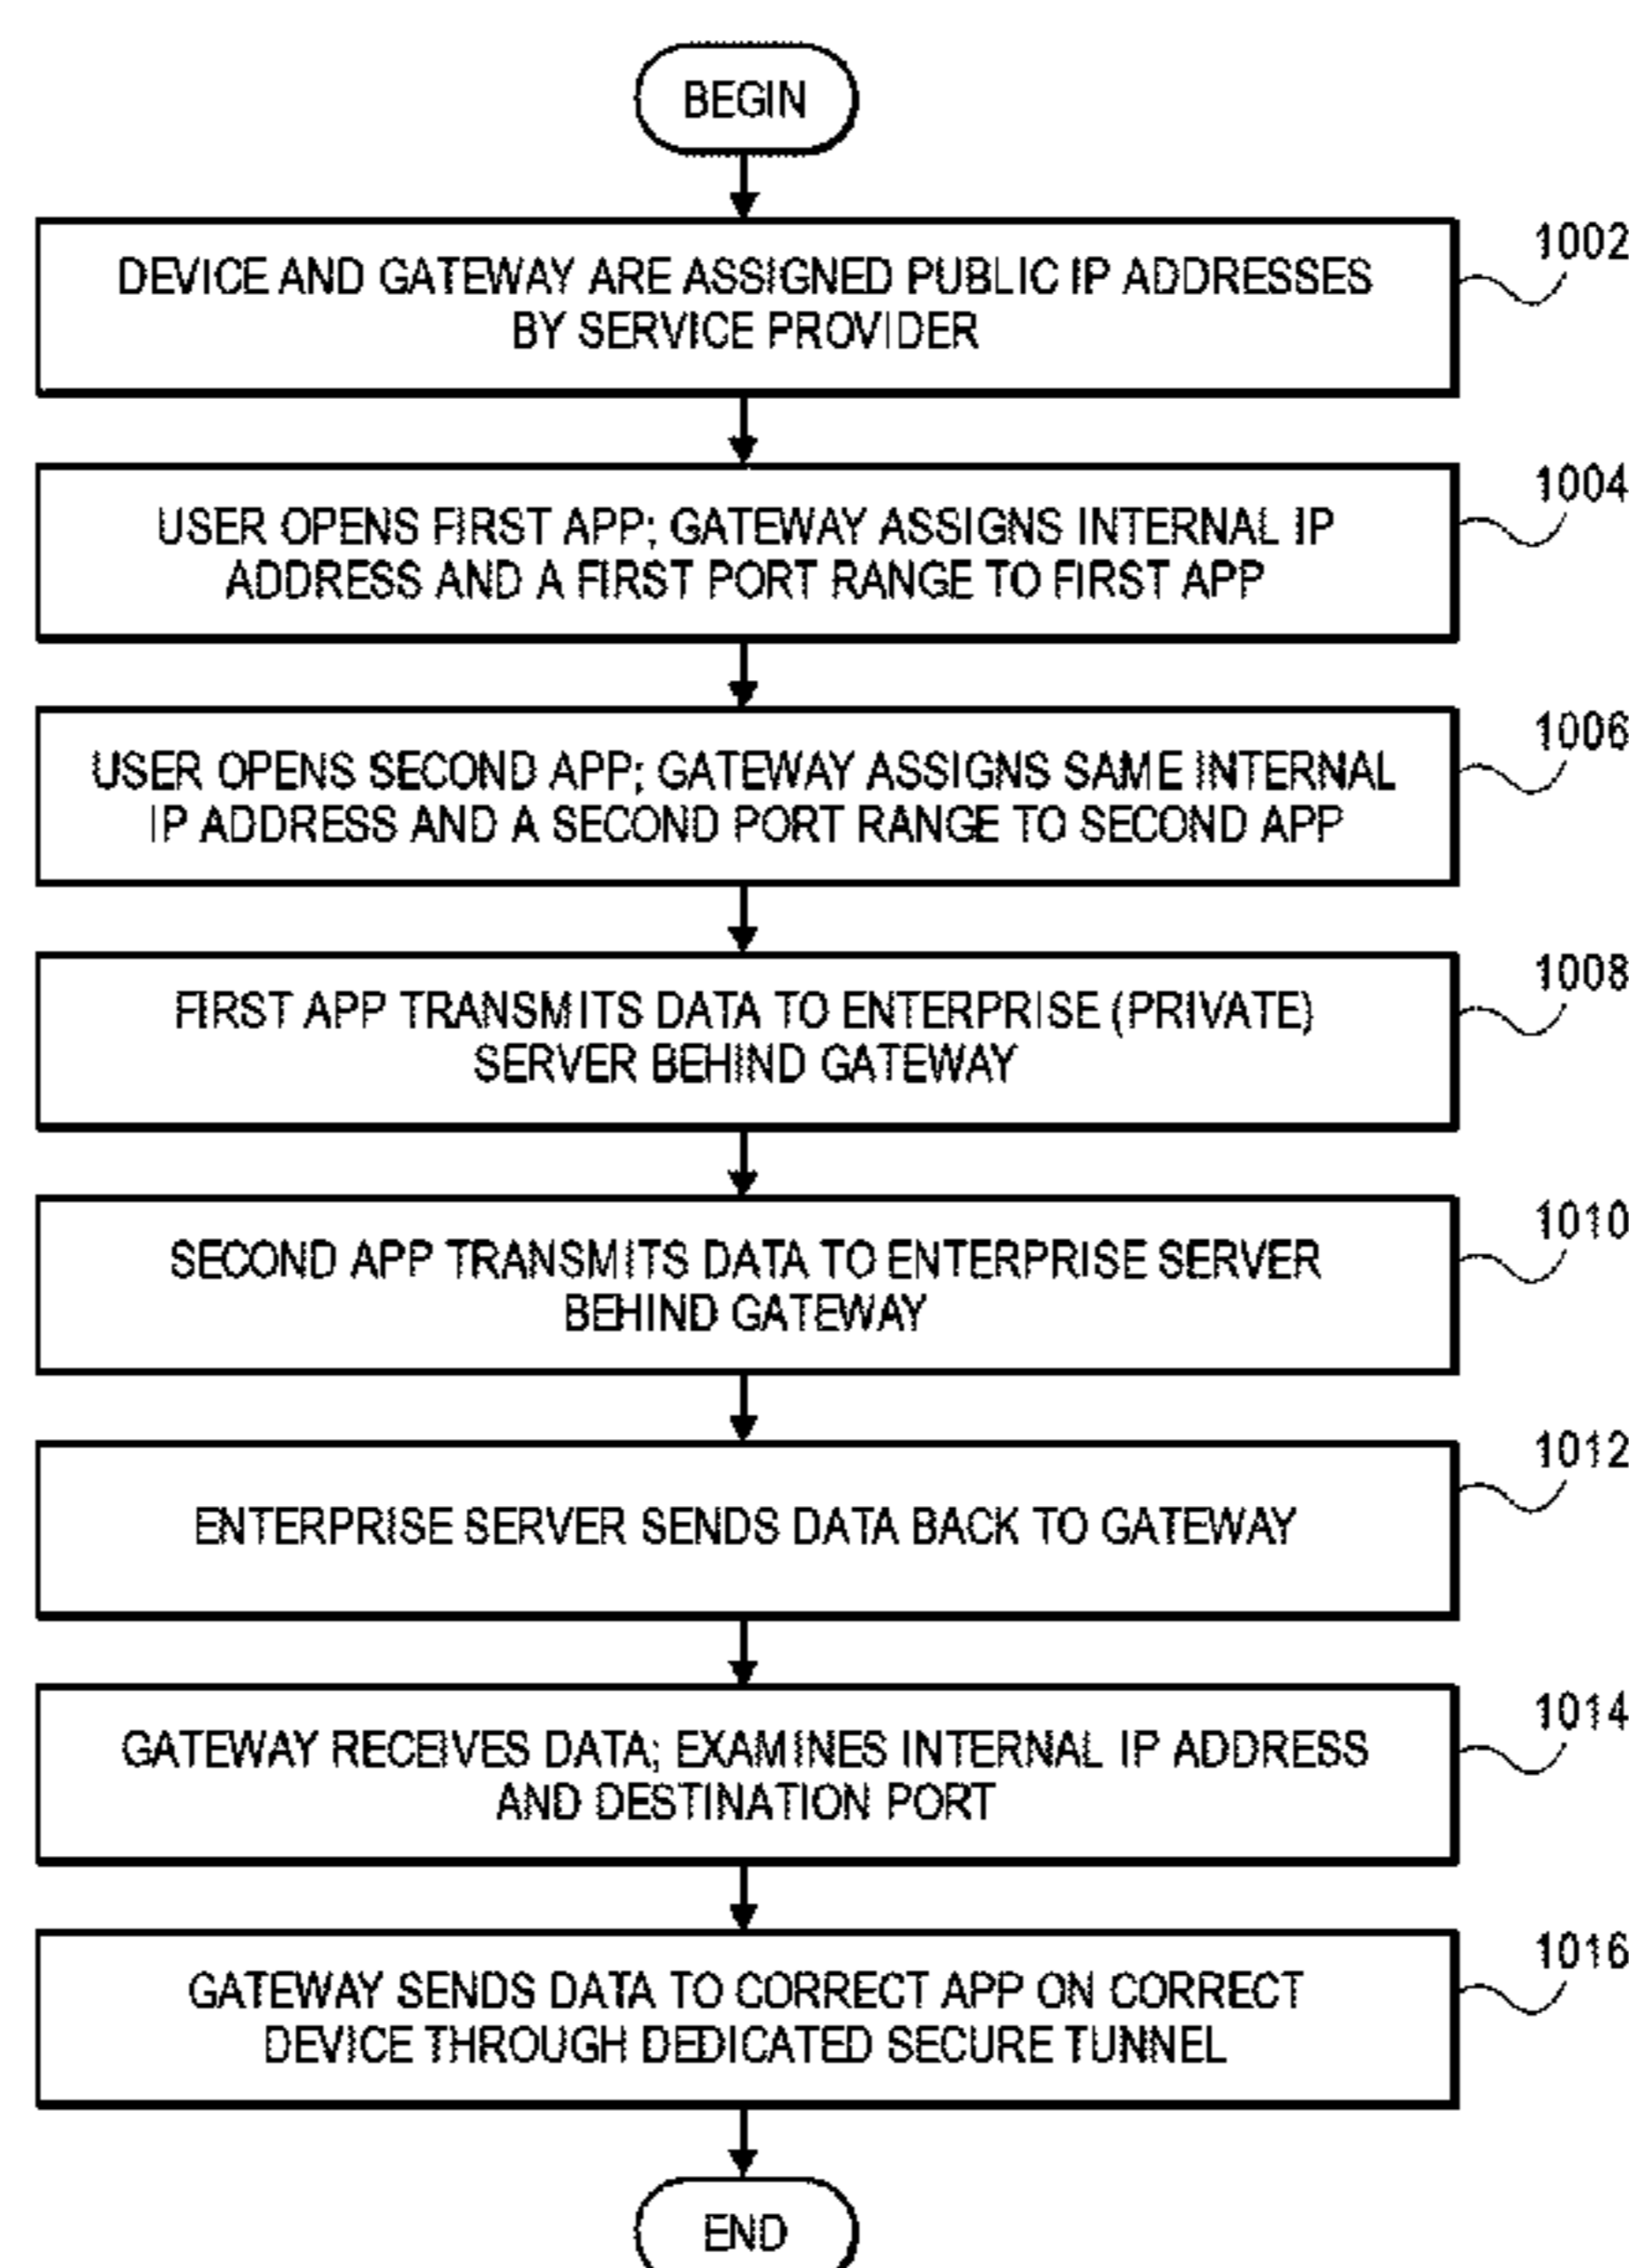 BEGIN
DEVICE AND GATEWAY ARE ASSIGNED PUBLIC IP ADDRESSES
BY SERVICE PROVIDER
1002
USER OPENS FIRST APP; GATEWAY ASSIGNS INTERNAL IP
ADDRESS AND A FIRST PORT RANGE TO FIRST APP
1004
USER OPENS SECOND APP; GATEWAY ASSIGNS SAME INTERNAL
IP ADDRESS AND A SECOND PORT RANGE TO SECOND APP
1006
FIRST APP TRANSMITS DATA TO ENTERPRISE (PRIVATE)
SERVER BEHIND GATEWAY
1008
SECOND APP TRANSMITS DATA TO ENTERPRISE SERVER
BEHIND GATEWAY
1010
ENTERPRISE SERVER SENDS DATA BACK TO GATEWAY
1012
GATEWAY RECEIVES DATA; EXAMINES INTERNAL IP ADDRESS
AND DESTINATION PORT
1014
GATEWAY SENDS DATA TO CORRECT APP ON CORRECT
DEVICE THROUGH DEDICATED SECURE TUNNEL
1016
END